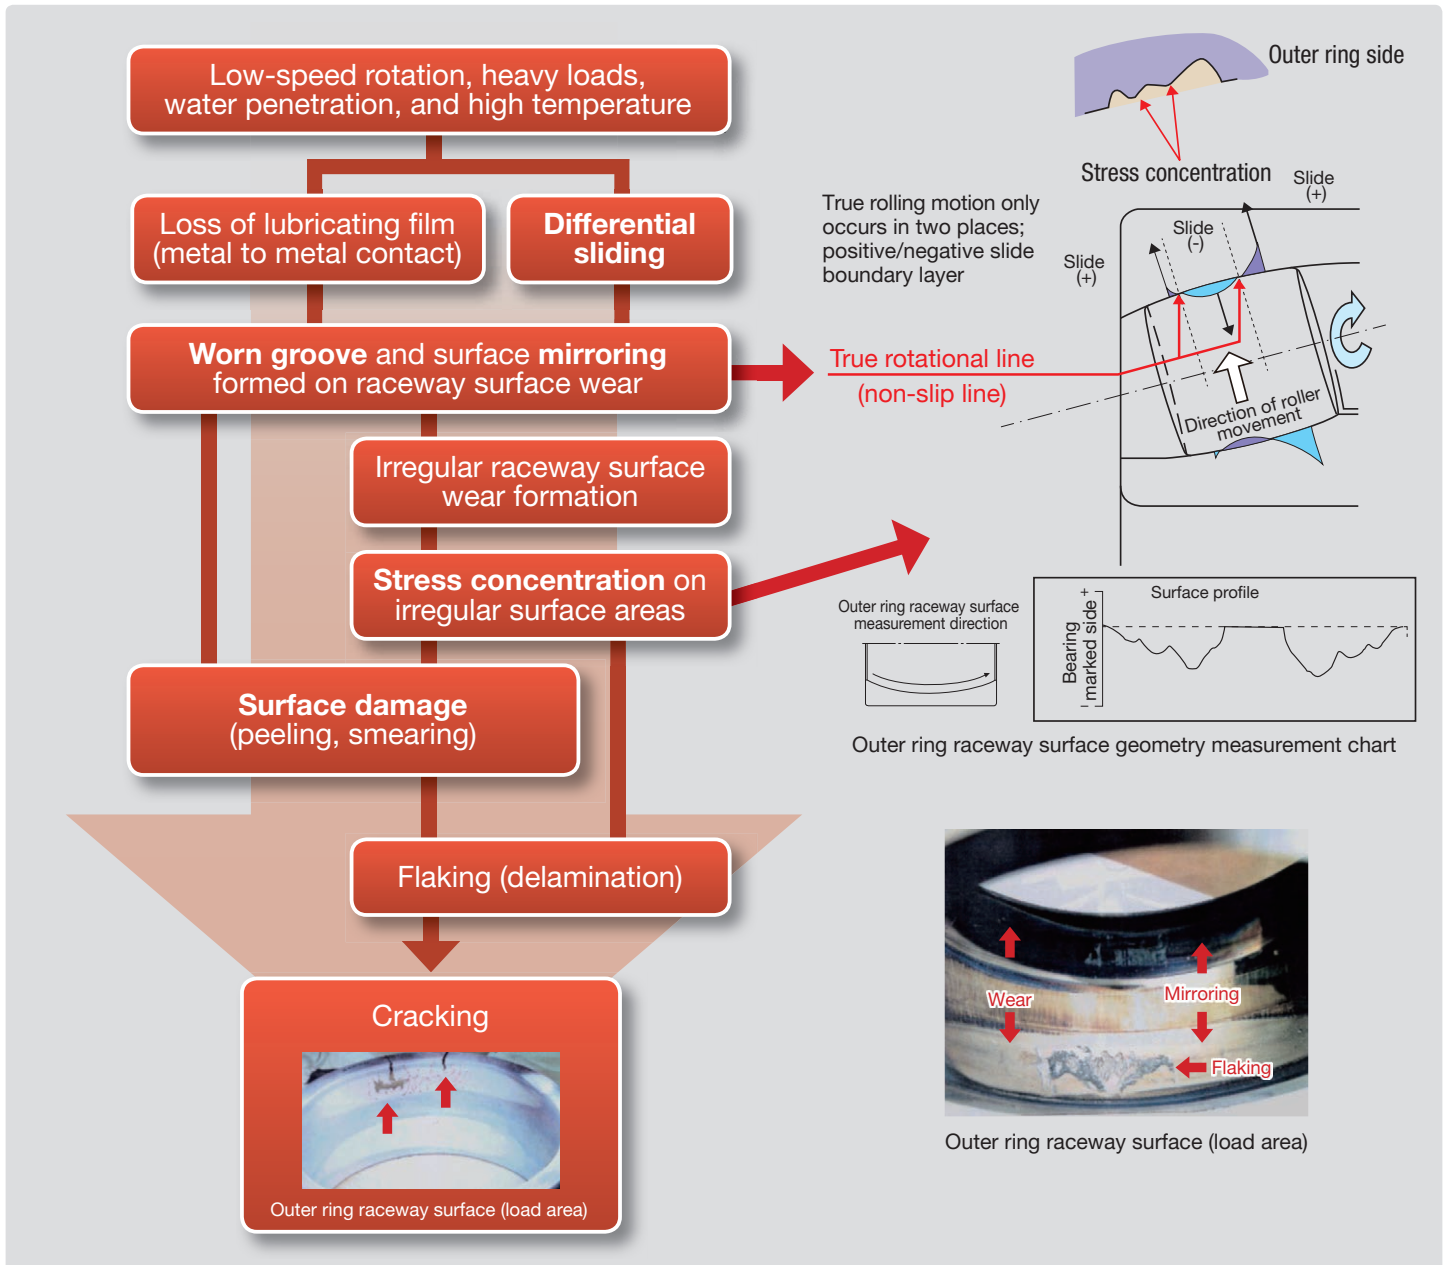 Low-speed rotation, heavy loads,
water penetration, and high temperature
Loss of lubricating film
(metal to metal contact)
Differential
sliding
Worn groove and surface mirroring
formed on raceway surface wear
Irregular raceway surface
wear formation
Stress concentration on
irregular surface areas
Surface damage
(peeling, smearing)
Flaking (delamination)
Cracking
Outer ring raceway surface (load area)
Outer ring side
Stress concentration
True rolling motion only
occurs in two places;
positive/negative slide
boundary layer
Slide
(+)
Slide
(-)
Slide
(+)
True rotational line
(non-slip line)
Direction of roller
movement
Outer ring raceway surface
measurement direction
Surface profile
Bearing
marked side
+
-
Outer ring raceway surface geometry measurement chart
Wear
Mirroring
Flaking
Outer ring raceway surface (load area)